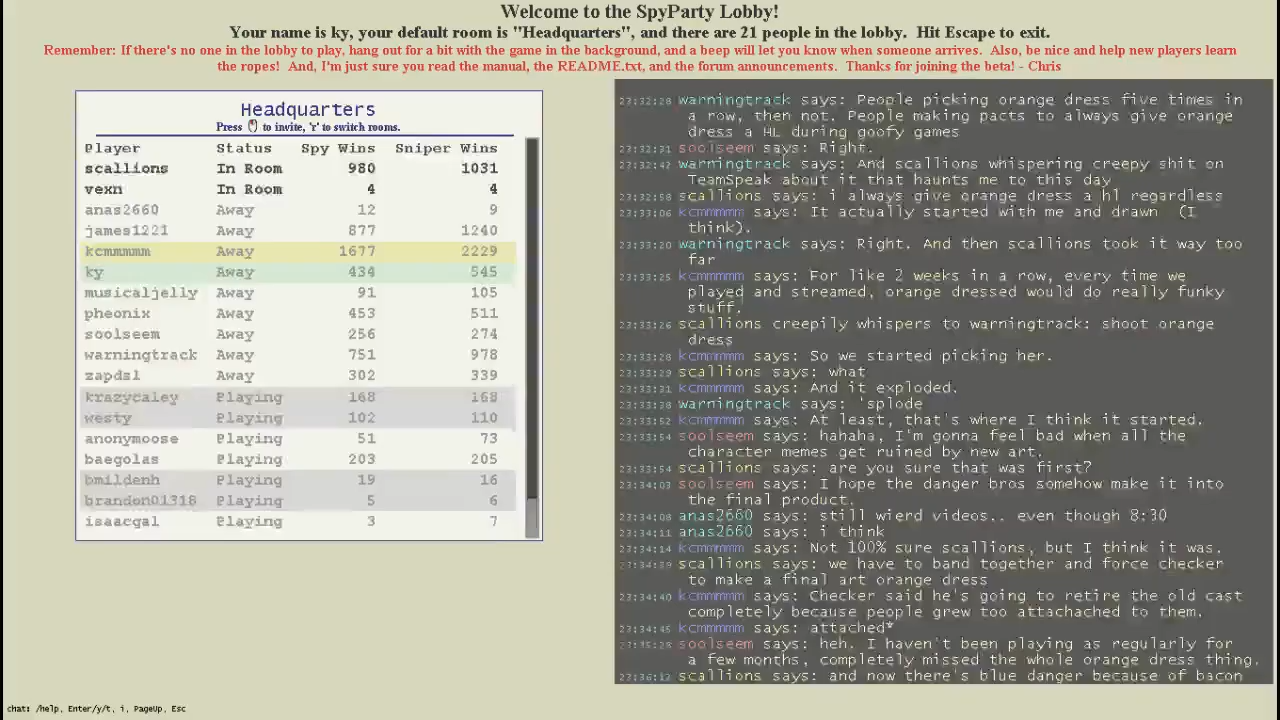 Welcome to the SpyParty Lobby!
Your name is ky, your default room is "Headquarters", and there are 21 people in the lobby. Hit Escape to exit.
Remember: If there's no one in the lobby to play, hang out for a bit with the game in the background, and a beep will let you know when someone arrives. Also, be nice and help new players learn
the ropes! And, I'm just sure you read the manual, the README.txt, and the forum announcements. Thanks for joining the beta! - Chris
Headquarters
Press to invite, 'r' to switch rooms.
Player Status Spy Wins Sniper Wins
scallions In Room 980 1031
vexn In Room 4 4
anas2660 Away 12 9
james1221 Away 877 1240
kcmmmmm Away 1677 2229
ky Away 434 545
musicaljelly Away 91 105
pheonix Away 453 511
soolseem Away 256 274
warningtrack Away 751 978
zapdsl Away 302 339
krazycaley Playing 168 168
westy Playing 102 110
anonymoose Playing 51 73
baegolas Playing 203 205
bmildenh Playing 19 16
brandon01318 Playing 5 6
isaacgal Playing 3 7
23:32:28 warningtrack says: People picking orange dress five times in
a row, then not. People making pacts to always give orange
dress a HL during goofy games
23:32:31 soolseem says: Right.
23:32:42 warningtrack says: And scallions whispering creepy shit on
TeamSpeak about it that haunts me to this day
23:32:58 scallions says: i always give orange dress a hl regardless
23:33:06 kcmmmmm says: It actually started with me and drawn (I
think).
23:33:20 warningtrack says: Right. And then scallions took it way too
far
23:33:25 kcmmmmm says: For like 2 weeks in a row, every time we
played and streamed, orange dressed would do really funky
stuff.
23:33:26 scallions creepily whispers to warningtrack: shoot orange
dress
23:33:28 kcmmmmm says: So we started picking her.
23:33:29 scallions says: what
23:33:31 kcmmmmm says: And it exploded.
23:33:38 warningtrack says: 'splode
23:33:52 kcmmmmm says: At least, that's where I think it started.
23:33:54 soolseem says: hahaha, I'm gonna feel bad when all the
character memes get ruined by new art.
23:33:54 scallions says: are you sure that was first?
23:34:03 soolseem says: I hope the danger bros somehow make it into
the final product.
23:34:08 anas2660 says: still wierd videos.. even though 8:30
23:34:11 anas2660 says: i think
23:34:14 kcmmmmm says: Not 100% sure scallions, but I think it was.
23:34:39 scallions says: we have to band together and force checker
to make a final art orange dress
23:34:40 kcmmmmm says: Checker said he's going to retire the old cast
completely because people grew too attachached to them.
23:34:45 kcmmmmm says: attached*
23:35:28 soolseem says: heh. I haven't been playing as regularly for
a few months, completely missed the whole orange dress thing.
23:36:12 scallions says: and now there's blue danger because of bacon
chat: /help, Enter/y/t, i, PageUp, Esc